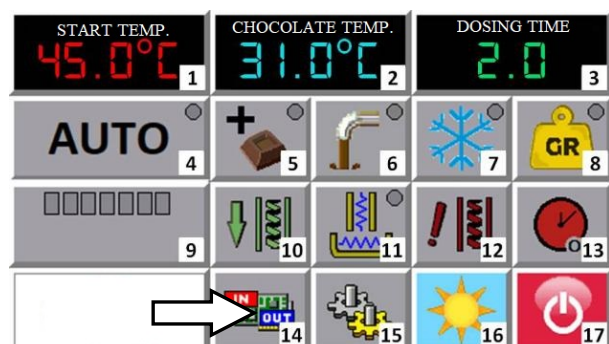 START TEMP. CHOCOLATE TEMP. DOSING TIME
45.0°C 31.0°C 2.0
1 2 3
AUTO GR
4 5 6 7 8
9 10 11 12 13
IN OUT
14 15 16 17